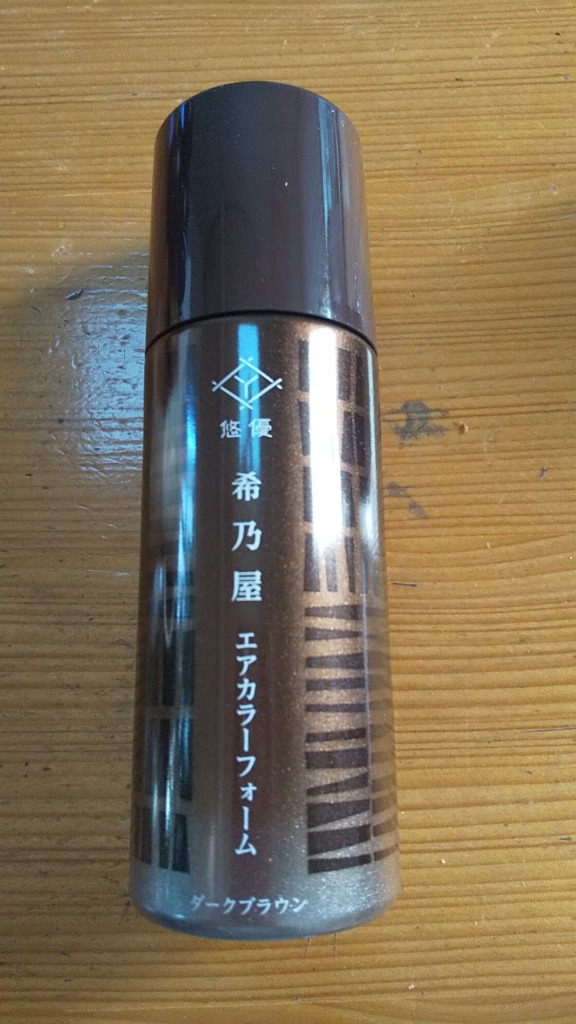 悠優
希乃屋
エアカラーフォーム
ダークブラウン